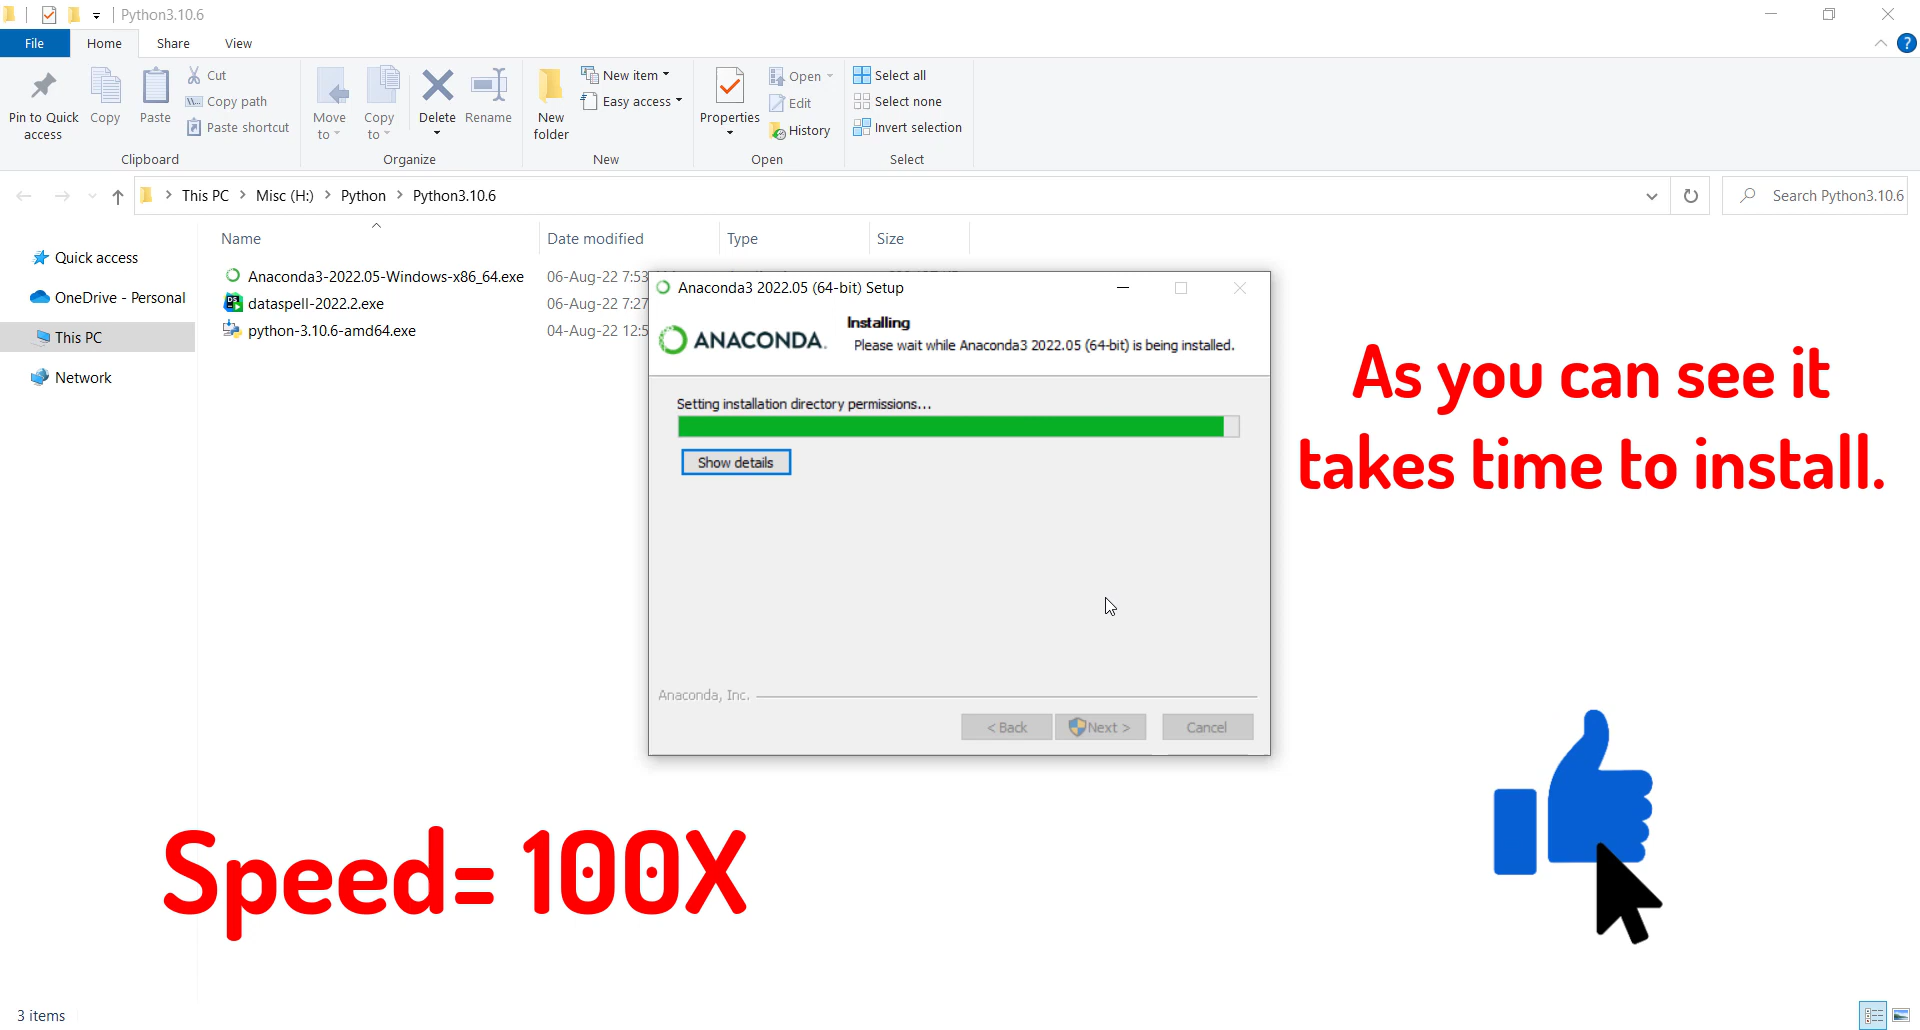 Python3.10.6
File Home Share View
Pin to Quick access
Copy
Paste
Cut
Copy path
Paste shortcut
Clipboard
Move to
Copy to
Delete
Rename
Organize
New folder
New item
Easy access
New
Properties
Open
Edit
History
Open
Select all
Select none
Invert selection
Select
This PC > Misc (H:) > Python > Python3.10.6
Search Python3.10.6
Name Date modified Type Size
Quick access
OneDrive - Personal
This PC
Network
Anaconda3-2022.05-Windows-x86_64.exe 06-Aug-22 7:53
dataspell-2022.2.exe 06-Aug-22 7:27
python-3.10.6-amd64.exe 04-Aug-22 12:5
Anaconda3 2022.05 (64-bit) Setup
ANACONDA.
Installing
Please wait while Anaconda3 2022.05 (64-bit) is being installed.
Setting installation directory permissions...
Show details
Anaconda, Inc.
< Back Next > Cancel
As you can see it
takes time to install.
Speed= 100X
3 items